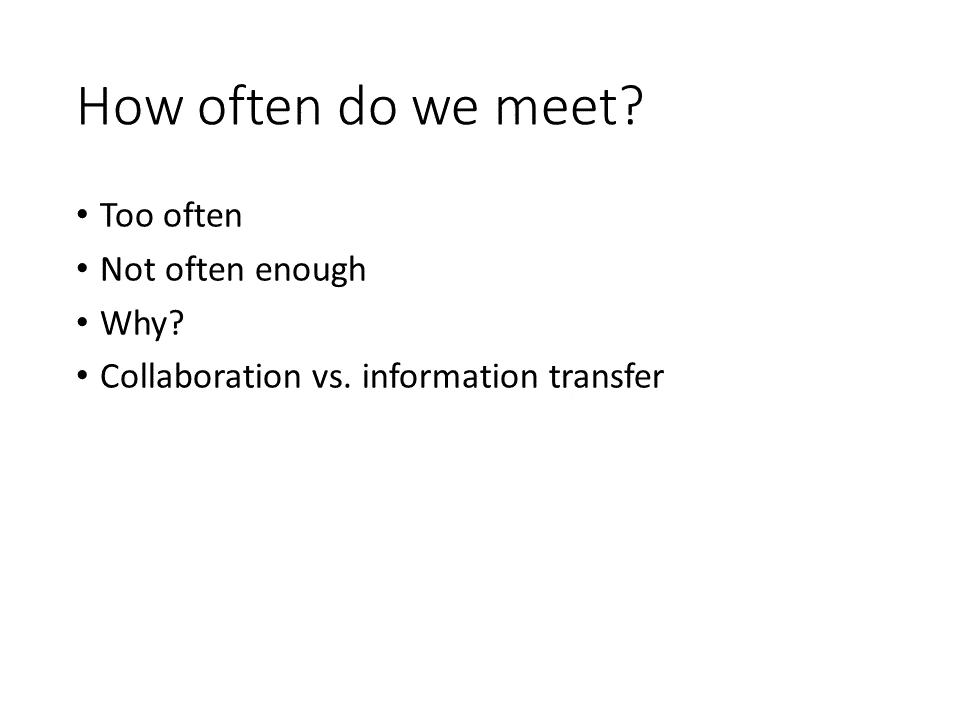 How often do we meet?
• Too often
• Not often enough
• Why?
• Collaboration vs. information transfer